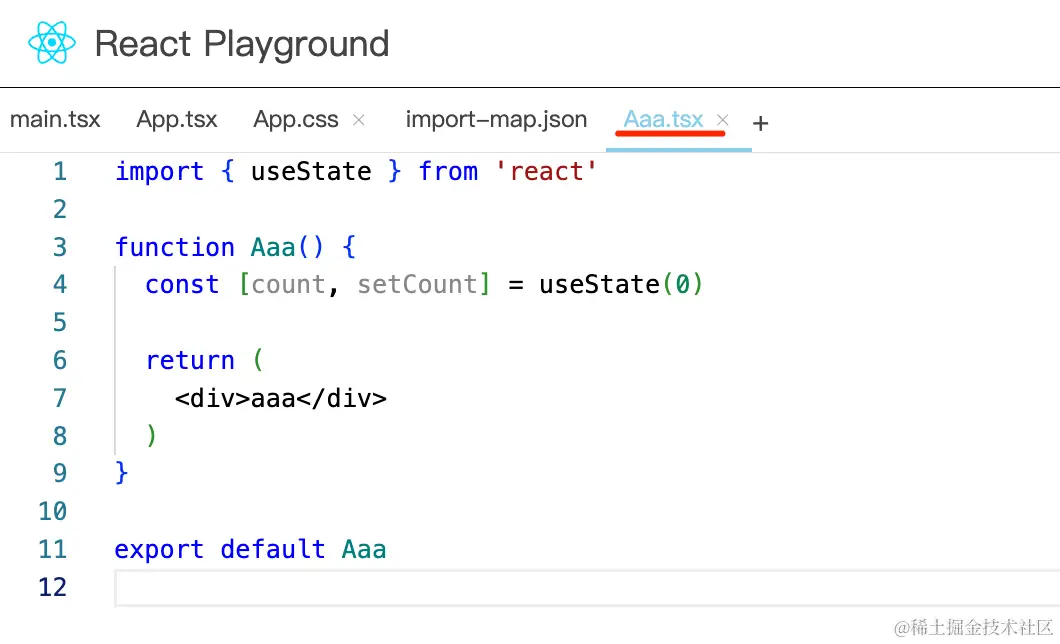 React Playground
main.tsx App.tsx App.css × import-map.json Aaa.tsx × +
1 import { useState } from 'react'
2
3 function Aaa() {
4   const [count, setCount] = useState(0)
5
6   return (
7     <div>aaa</div>
8   )
9 }
10
11 export default Aaa
12
@稀土掘金技术社区